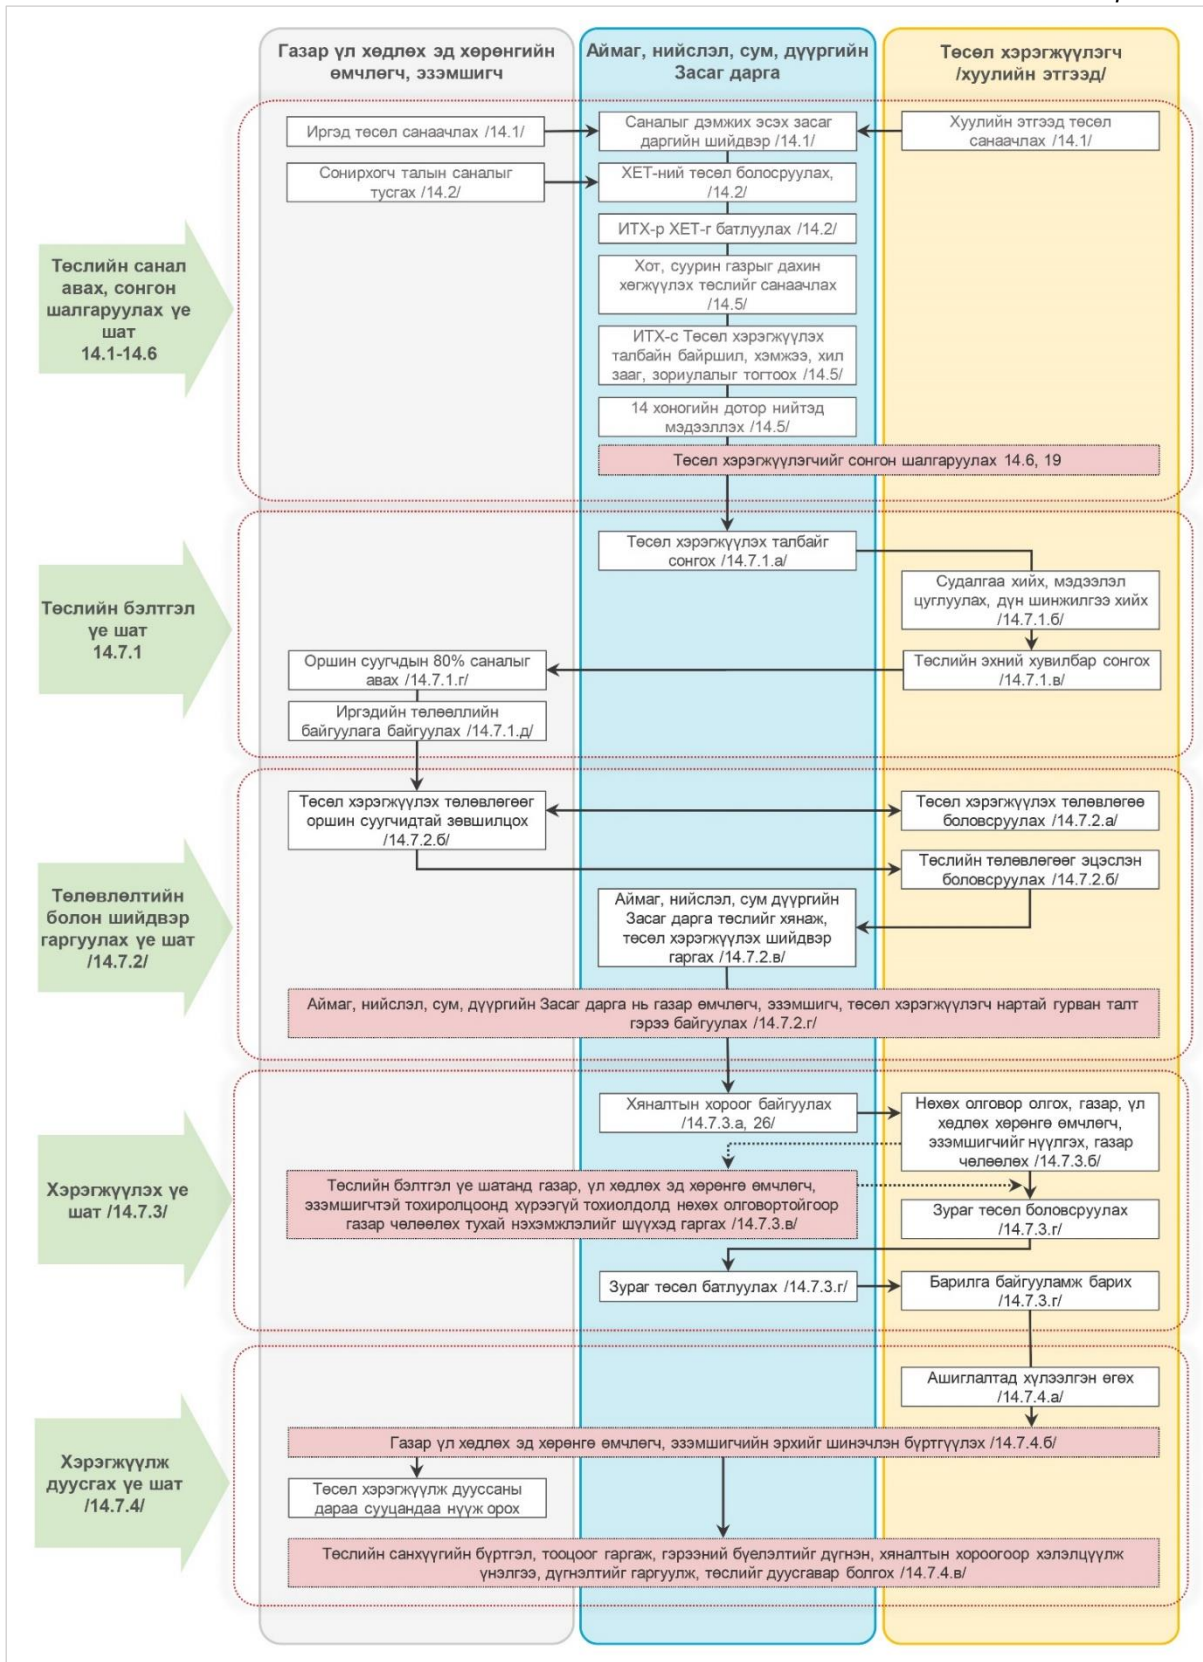 Газар үл хөдлөх эд хөрөнгийн
өмчлөгч, эзэмшигч
Аймаг, нийслэл, сум, дүүргийн
Засаг дарга
Төсөл хэрэгжүүлэгч
/хуулийн этгээд/
Төслийн санал
авах, сонгон
шалгаруулах үе
шат
14.1-14.6
Иргэд төсөл санаачлах /14.1/
Саналыг дэмжих эсэх засаг
даргийн шийдвэр /14.1/
Хуулийн этгээд төсөл
санаачлах /14.1/
Сонирхогч талын саналыг
тусгах /14.2/
ХЕТ-ний төсөл болосруулах,
/14.2/
ИТХ-р ХЕТ-г батлуулах /14.2/
Хот, суурин газрыг дахин
хөгжүүлэх төслийг санаачлах
/14.5/
ИТХ-с Төсөл хэрэгжүүлэх
талбайн байршил, хэмжээ, хил
зааг, зориулалыг тогтоох /14.5/
14 хоногийн дотор нийтэд
мэдээллэх /14.5/
Төсөл хэрэгжүүлэгчийг сонгон шалгаруулах 14.6, 19
Төслийн бэлтгэл
үе шат
14.7.1
Төсөл хэрэгжүүлэх талбайг
сонгох /14.7.1.а/
Судалгаа хийх, мэдээлэл
цуглуулах, дүн шинжилгээ хийх
/14.7.1.б/
Оршин суугчдын 80% саналыг
авах /14.7.1.г/
Төслийн эхний хувилбар сонгох
/14.7.1.в/
Иргэдийн төлөөллийн
байгуулага байгуулах /14.7.1.д/
Төлөвлөлтийн
болон шийдвэр
гаргуулах үе шат
/14.7.2/
Төсөл хэрэгжүүлэх төлөвлөгөөг
оршин суугчидтай зөвшилцох
/14.7.2.б/
Төсөл хэрэгжүүлэх төлөвлөгөө
боловсруулах /14.7.2.а/
Төслийн төлөвлөгөөг эцэслэн
боловсруулах /14.7.2.б/
Аймаг, нийслэл, сум дүүргийн
Засаг дарга төслийг хянаж,
төсөл хэрэгжүүлэх шийдвэр
гаргах /14.7.2.в/
Аймаг, нийслэл, сум, дүүргийн Засаг дарга нь газар өмчлөгч, эзэмшигч, төсөл хэрэгжүүлэгч нартай гурван талт
гэрээ байгуулах /14.7.2.г/
Хэрэгжүүлэх үе
шат /14.7.3/
Хяналтын хороог байгуулах
/14.7.3.а, 26/
Нөхөх олговор олгох, газар, үл
хөдлөх хөрөнгө өмчлөгч,
эзэмшигчийг нүүлгэх, газар
чөлөөлөх /14.7.3.б/
Төслийн бэлтгэл үе шатанд газар, үл хөдлөх эд хөрөнгө өмчлөгч,
эзэмшигчтэй тохиролцоонд хүрээгүй тохиолдолд нөхөх олговортойгоор
газар чөлөөлөх тухай нэхэмжлэлийг шүүхэд гаргах /14.7.3.в/
Зураг төсөл боловсруулах
/14.7.3.г/
Зураг төсөл батлуулах /14.7.3.г/
Барилга байгууламж барих
/14.7.3.г/
Хэрэгжүүлж
дуусгах үе шат
/14.7.4/
Ашиглалтад хүлээлгэн өгөх
/14.7.4.а/
Газар үл хөдлөх эд хөрөнгө өмчлөгч, эзэмшигчийн эрхийг шинэчлэн бүртгүүлэх /14.7.4.б/
Төсөл хэрэгжүүлж дууссаны
дараа сууцандаа нүүж орох
Төслийн санхүүгийн бүртгэл, тооцоог гаргаж, гэрээний бүелэлтийг дүгнэн, хяналтын хороогоор хэлэлцүүлж
үнэлгээ, дүгнэлтийг гаргуулж, төслийг дуусгавар болгох /14.7.4.в/